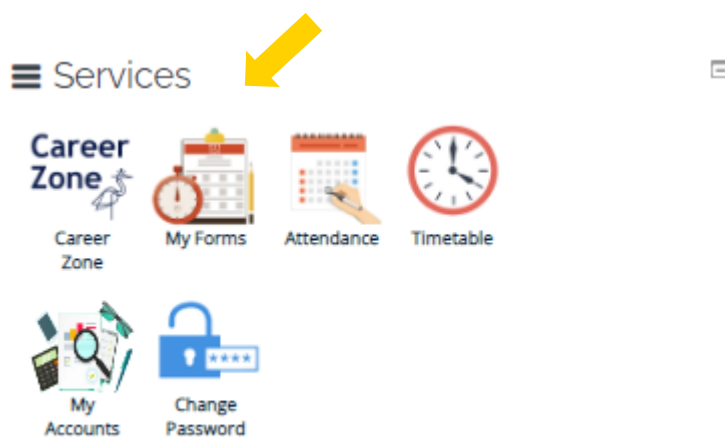 Services
Career
Zone
Career
Zone
My Forms
Attendance
Timetable
****
My
Accounts
Change
Password